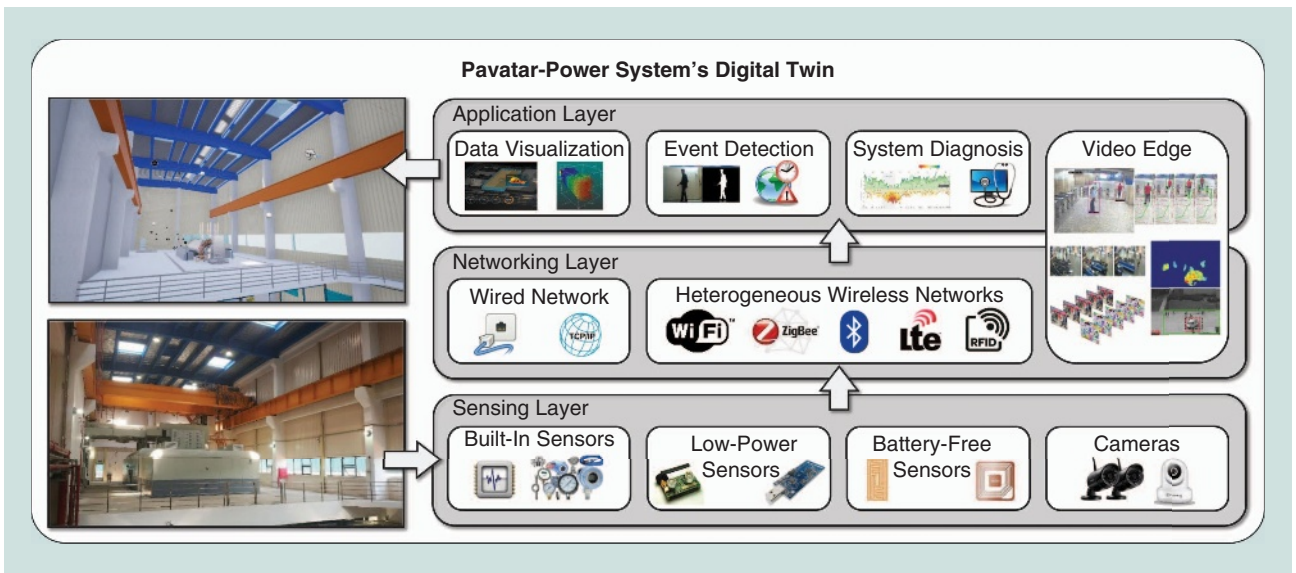 Pavatar-Power System's Digital Twin
Application Layer
Data Visualization
Event Detection
System Diagnosis
Video Edge
Networking Layer
Wired Network
TCP/IP
Heterogeneous Wireless Networks
WiFi™
ZigBee®
Lte™
RFID
Sensing Layer
Built-In Sensors
Low-Power
Sensors
Battery-Free
Sensors
Cameras